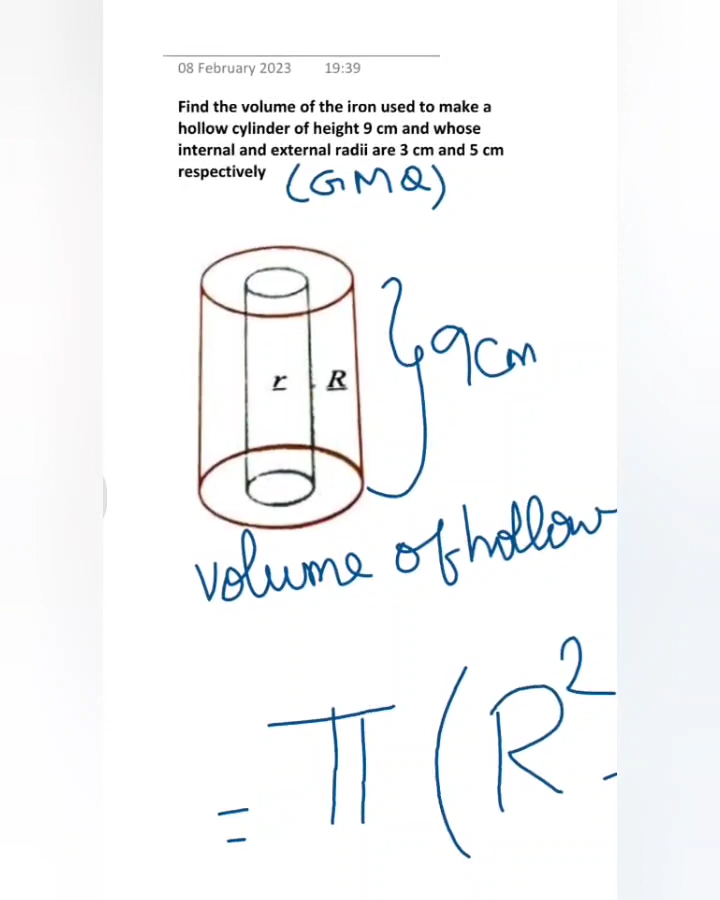 08 February 2023 19:39
Find the volume of the iron used to make a
hollow cylinder of height 9 cm and whose
internal and external radii are 3 cm and 5 cm
respectively (GMQ)
r R
9cm
volume of hollow
= π (R² -